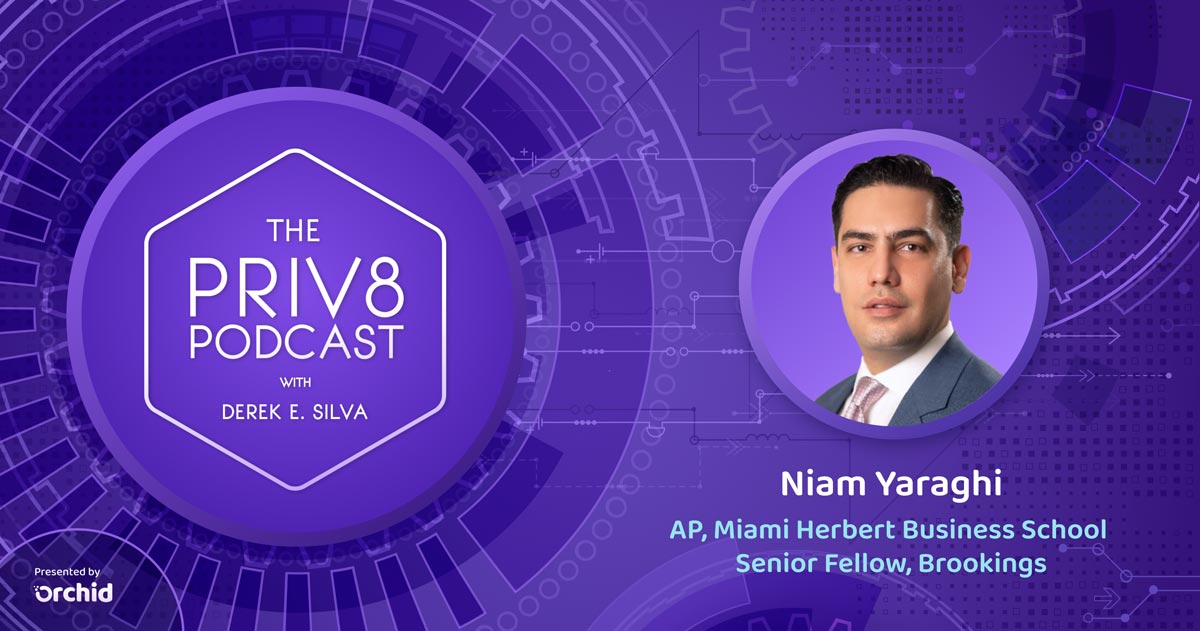 THE
PRIV8
PODCAST
WITH
DEREK E. SILVA
Niam Yaraghi
AP, Miami Herbert Business School
Senior Fellow, Brookings
Presented by
Orchid